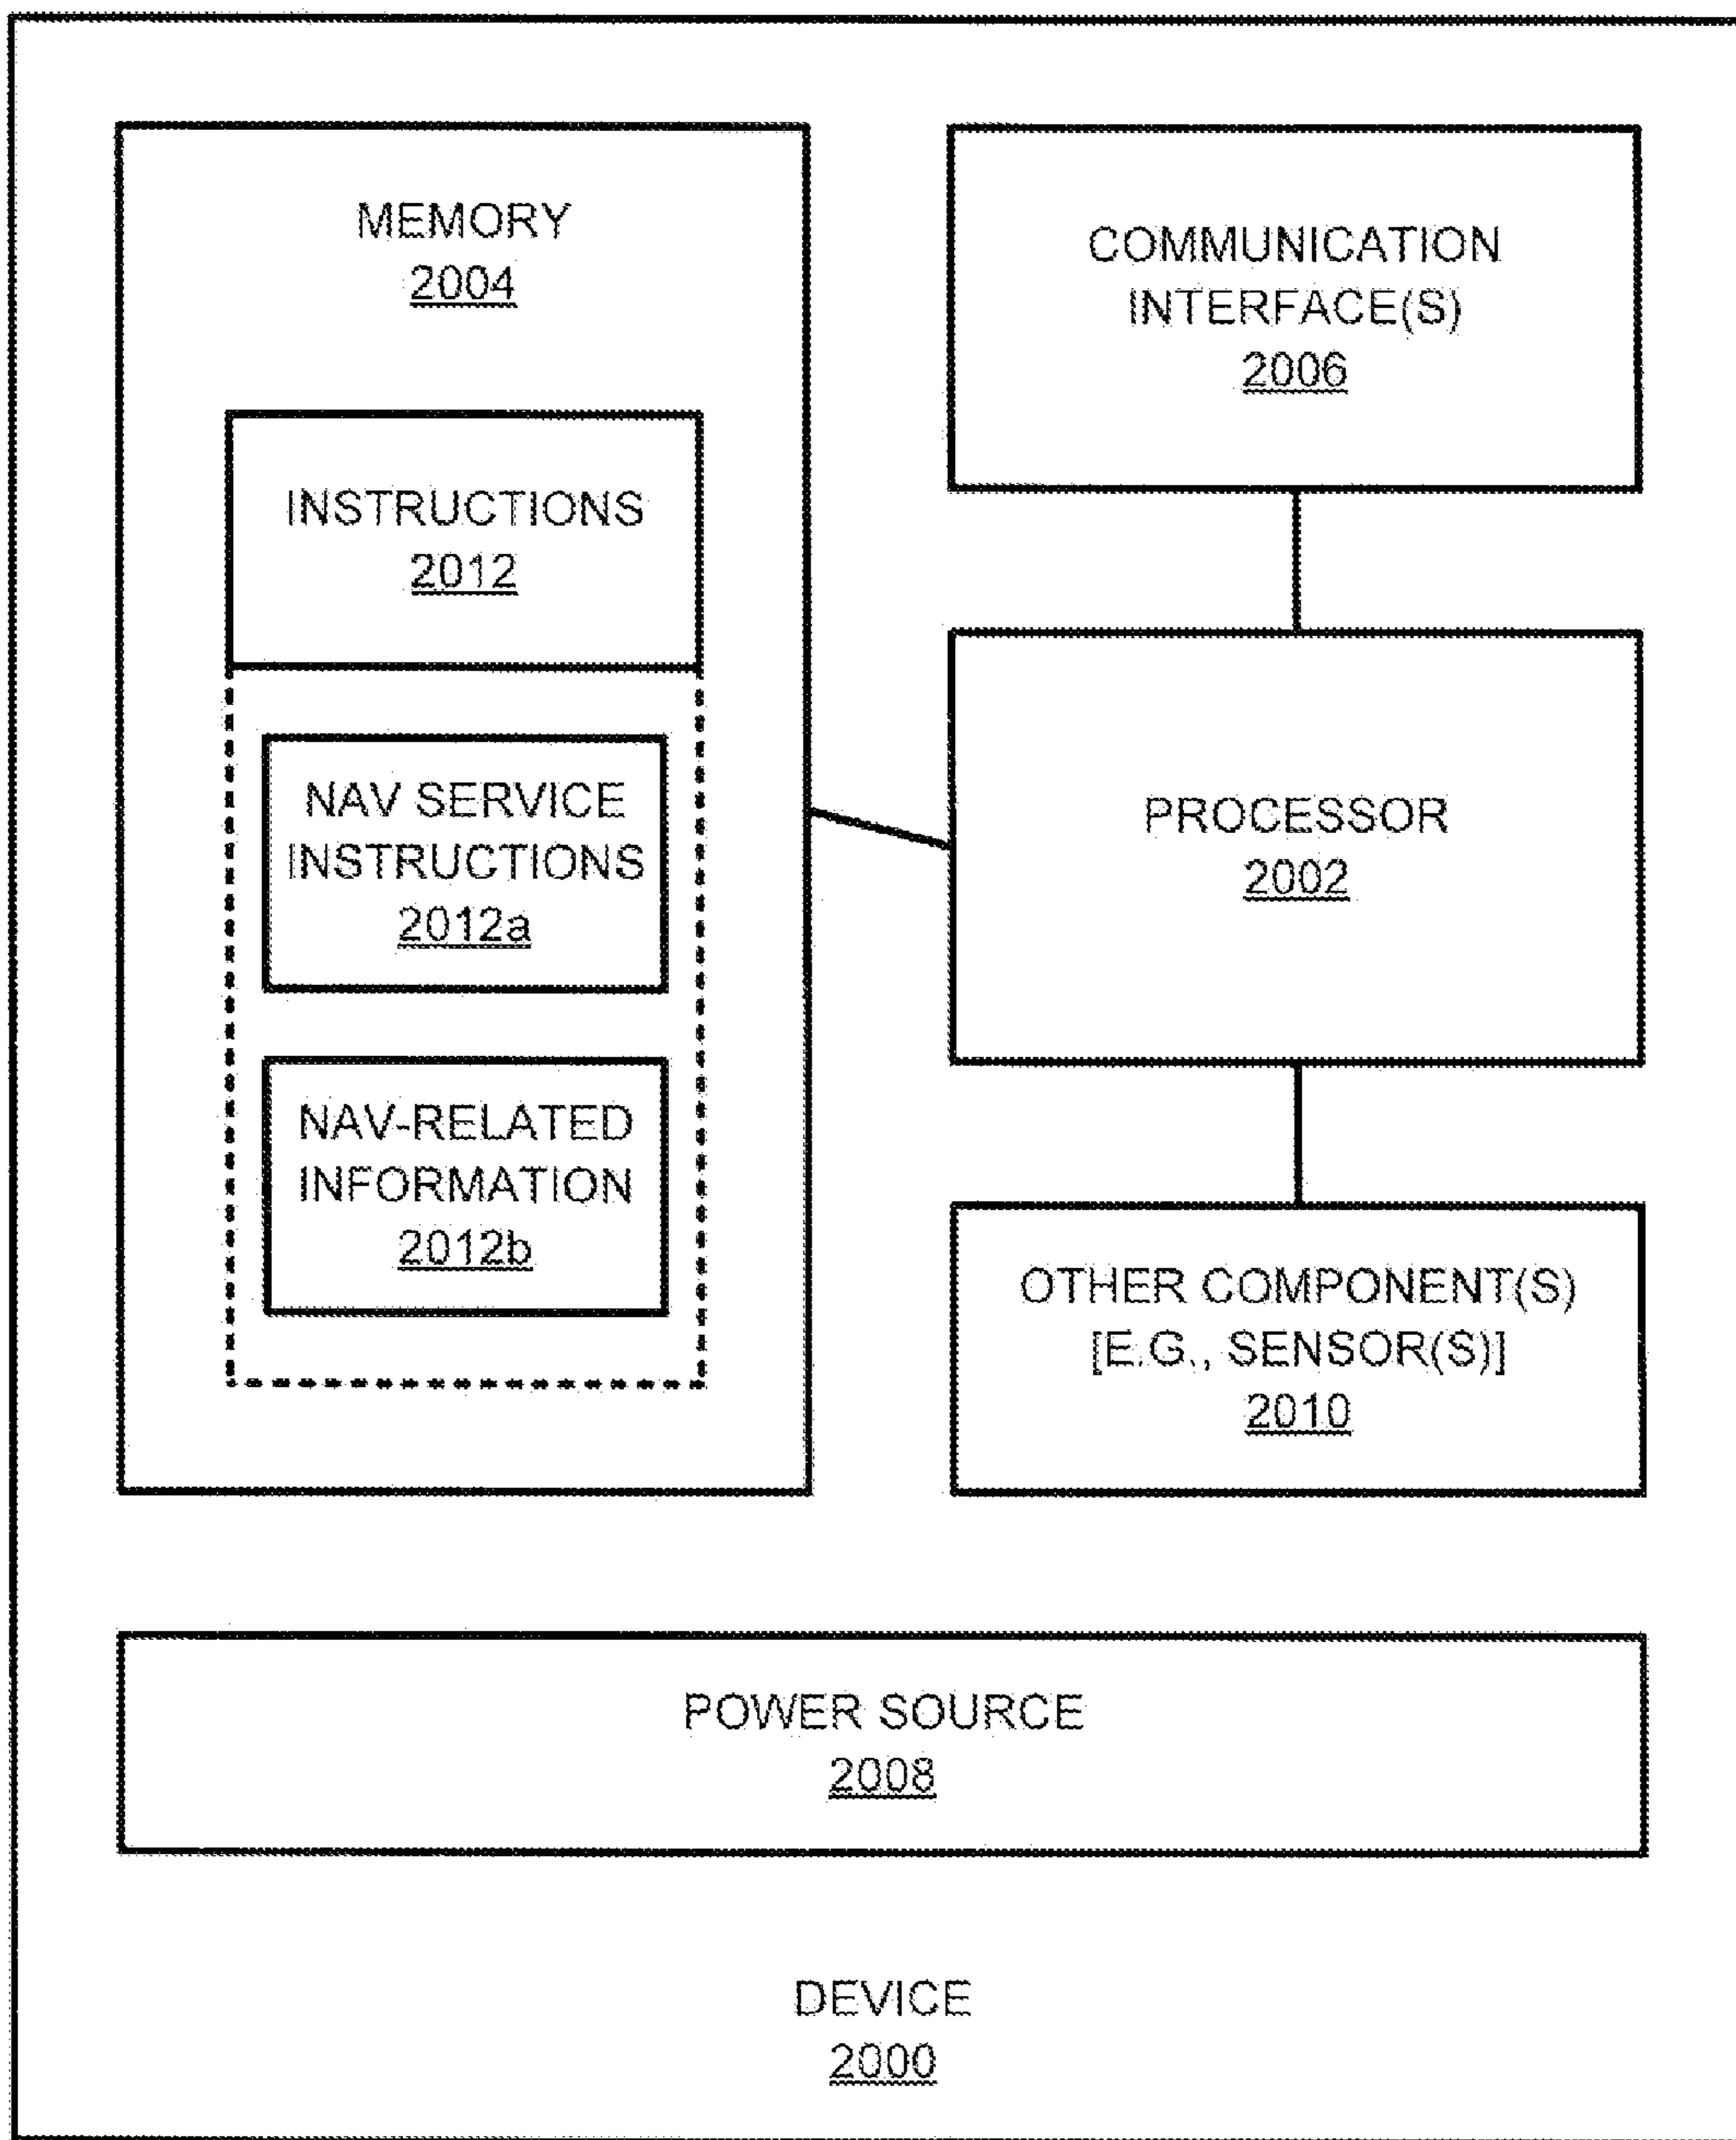 MEMORY
2004
INSTRUCTIONS
2012
NAV SERVICE
INSTRUCTIONS
2012a
NAV-RELATED
INFORMATION
2012b
COMMUNICATION
INTERFACE(S)
2006
PROCESSOR
2002
OTHER COMPONENT(S)
[E.G., SENSOR(S)]
2010
POWER SOURCE
2008
DEVICE
2000